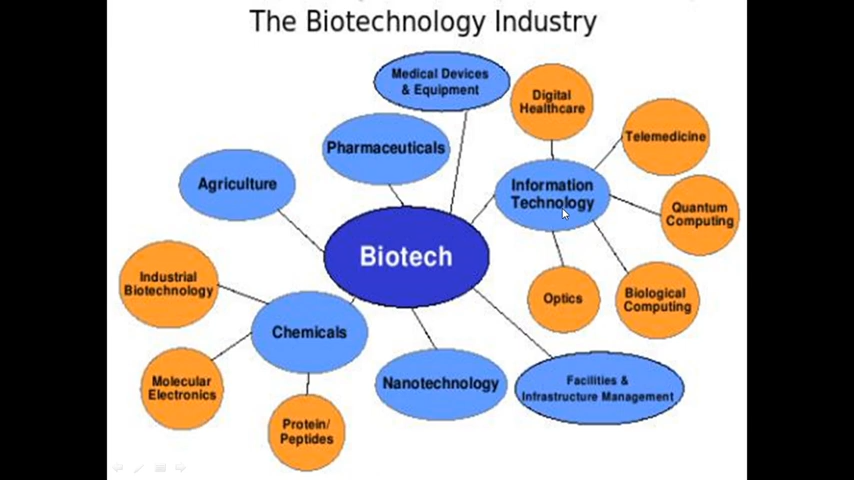 The Biotechnology Industry
Medical Devices
& Equipment
Digital
Healthcare
Telemedicine
Pharmaceuticals
Agriculture
Information
Technology
Quantum
Computing
Biotech
Industrial
Biotechnology
Optics
Biological
Computing
Chemicals
Molecular
Electronics
Nanotechnology
Facilities &
Infrastructure Management
Protein/
Peptides